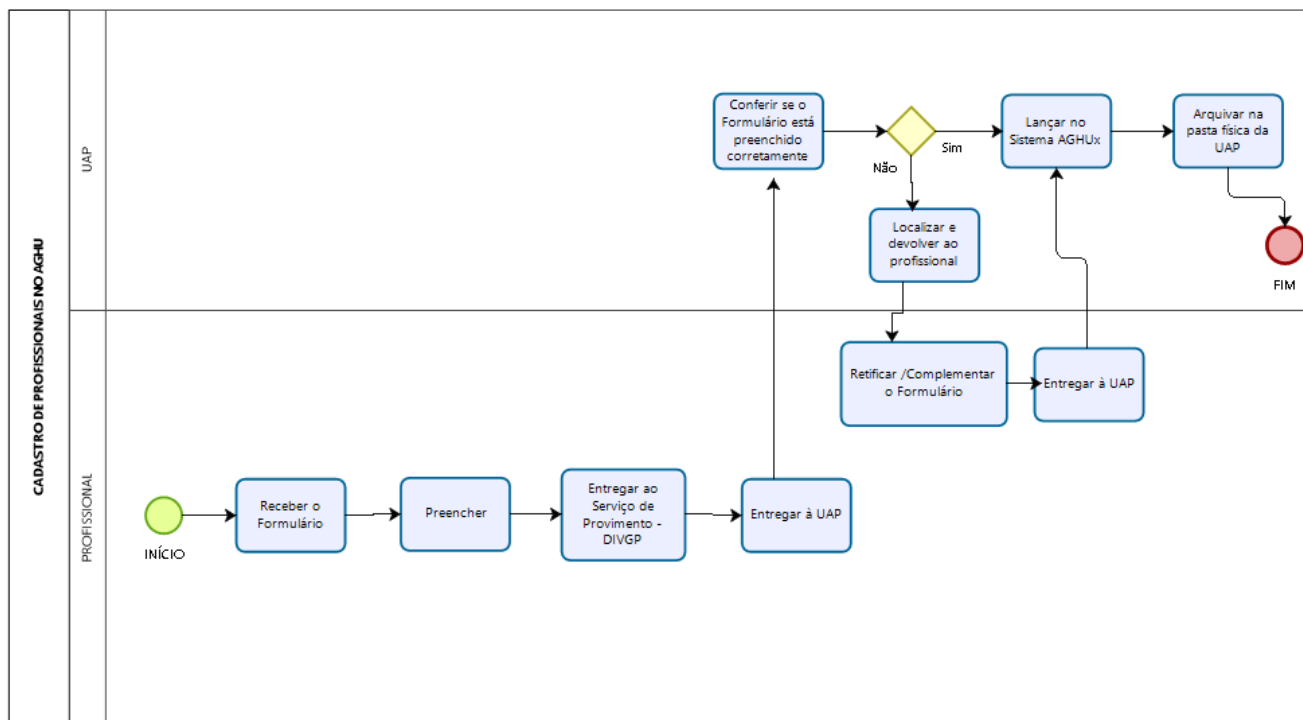 CADASTRO DE PROFISSIONAIS NO AGHU
UAP
Conferir se o
Formulário está
preenchido
corretamente
Sim
Não
Lançar no
Sistema AGHUx
Arquivar na
pasta física da
UAP
Localizar e
devolver ao
profissional
FIM
PROFISSIONAL
Retificar /Complementar
o Formulário
Entregar à UAP
INÍCIO
Receber o
Formulário
Preencher
Entregar ao
Serviço de
Provimento -
DIVGP
Entregar à UAP